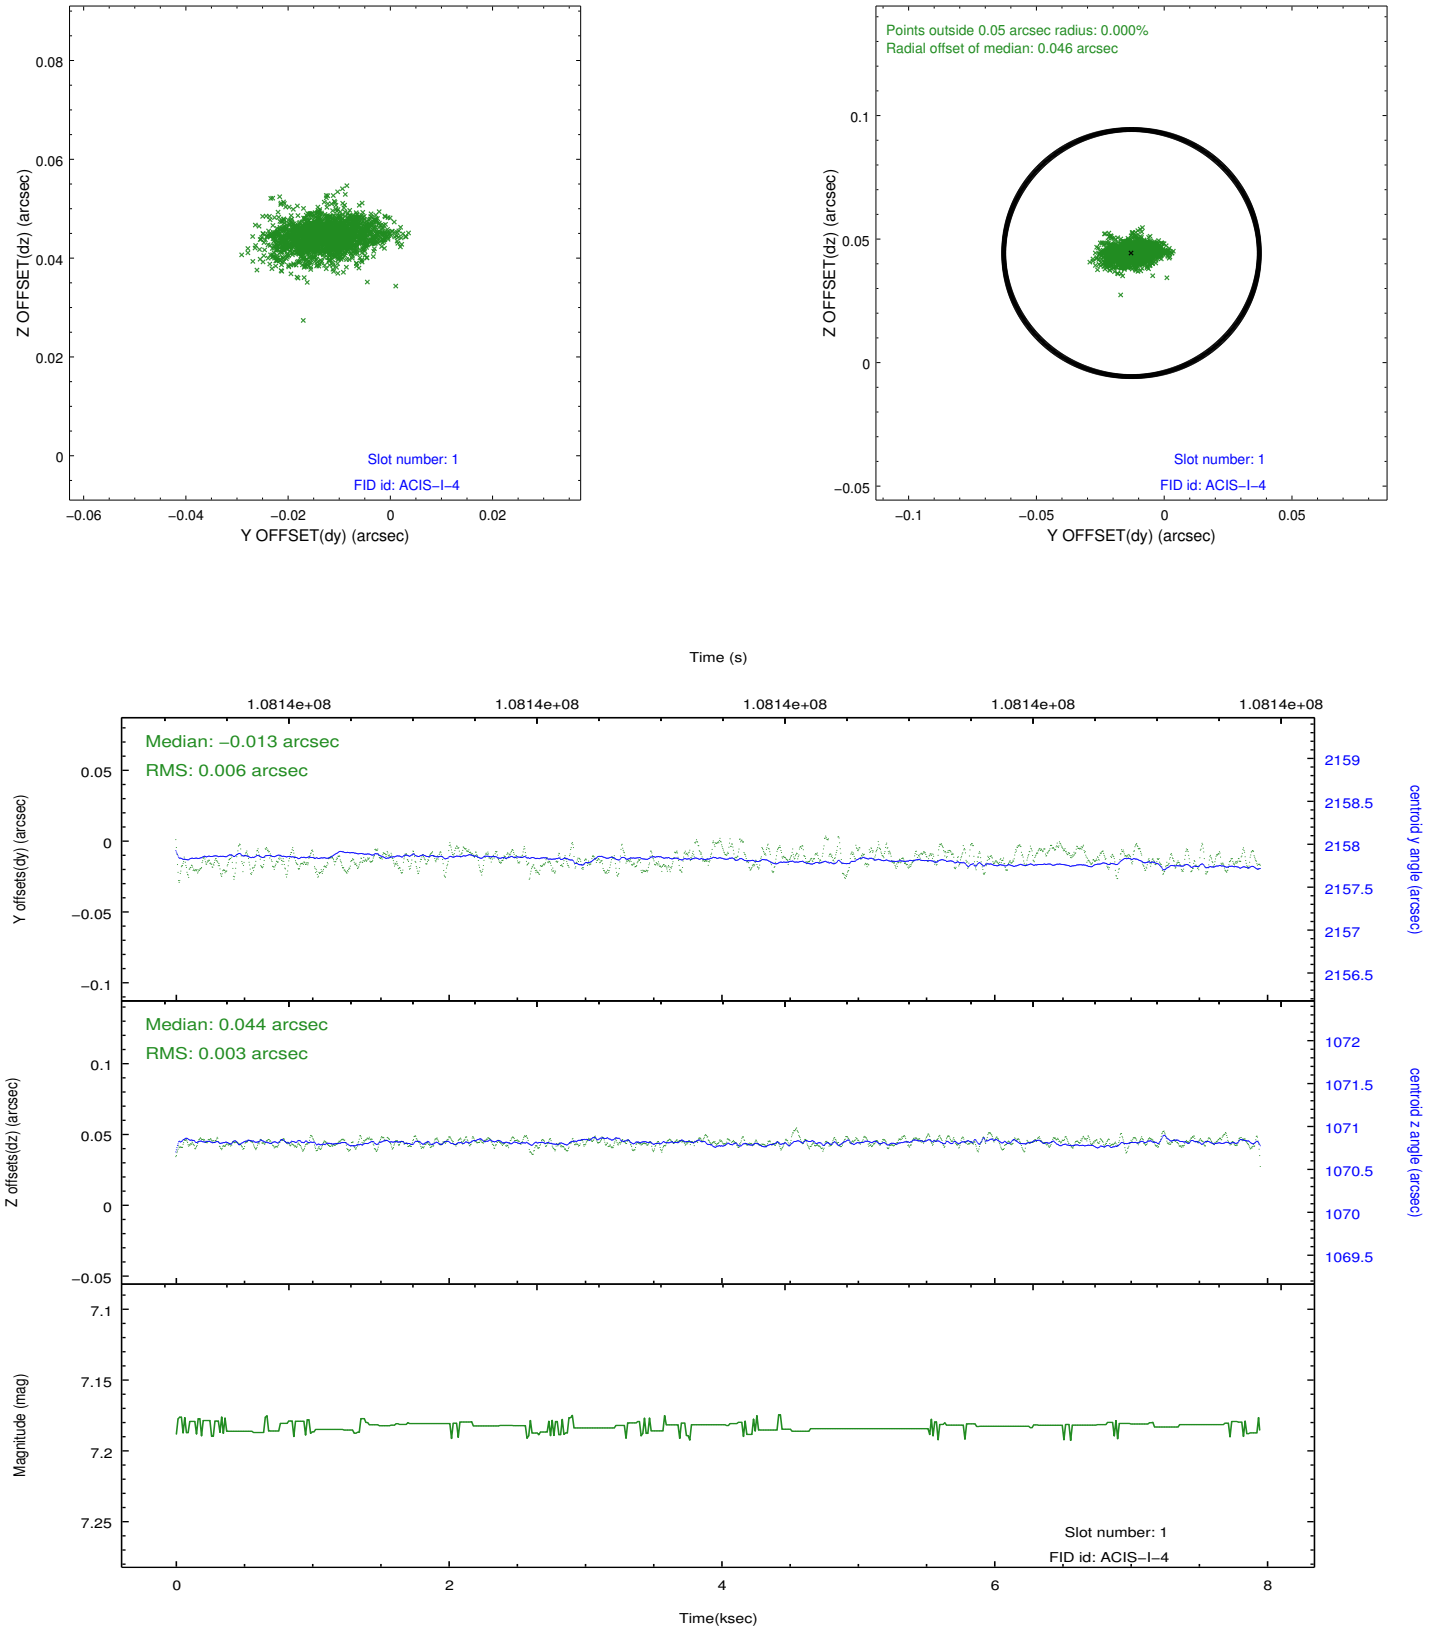 0.08
0.06
0.04
0.02
0
Z OFFSET(dz) (arcsec)
Slot number: 1
FID id: ACIS−I−4
−0.06
−0.04
−0.02
0
0.02
Y OFFSET(dy) (arcsec)
Points outside 0.05 arcsec radius: 0.000%
Radial offset of median: 0.046 arcsec
0.1
0.05
0
−0.05
Z OFFSET(dz) (arcsec)
Slot number: 1
FID id: ACIS−I−4
−0.1
−0.05
0
0.05
Y OFFSET(dy) (arcsec)
Time (s)
1.0814e+08
1.0814e+08
1.0814e+08
1.0814e+08
1.0814e+08
Median: −0.013 arcsec
RMS: 0.006 arcsec
0.05
0
−0.05
−0.1
Y offsets(dy) (arcsec)
2159
2158.5
2158
2157.5
2157
2156.5
centroid y angle (arcsec)
Median: 0.044 arcsec
RMS: 0.003 arcsec
0.1
0.05
0
−0.05
Z offsets(dz) (arcsec)
1072
1071.5
1071
1070.5
1070
1069.5
centroid z angle (arcsec)
7.1
7.15
7.2
7.25
Magnitude (mag)
Slot number: 1
FID id: ACIS−I−4
0
2
4
6
8
Time(ksec)